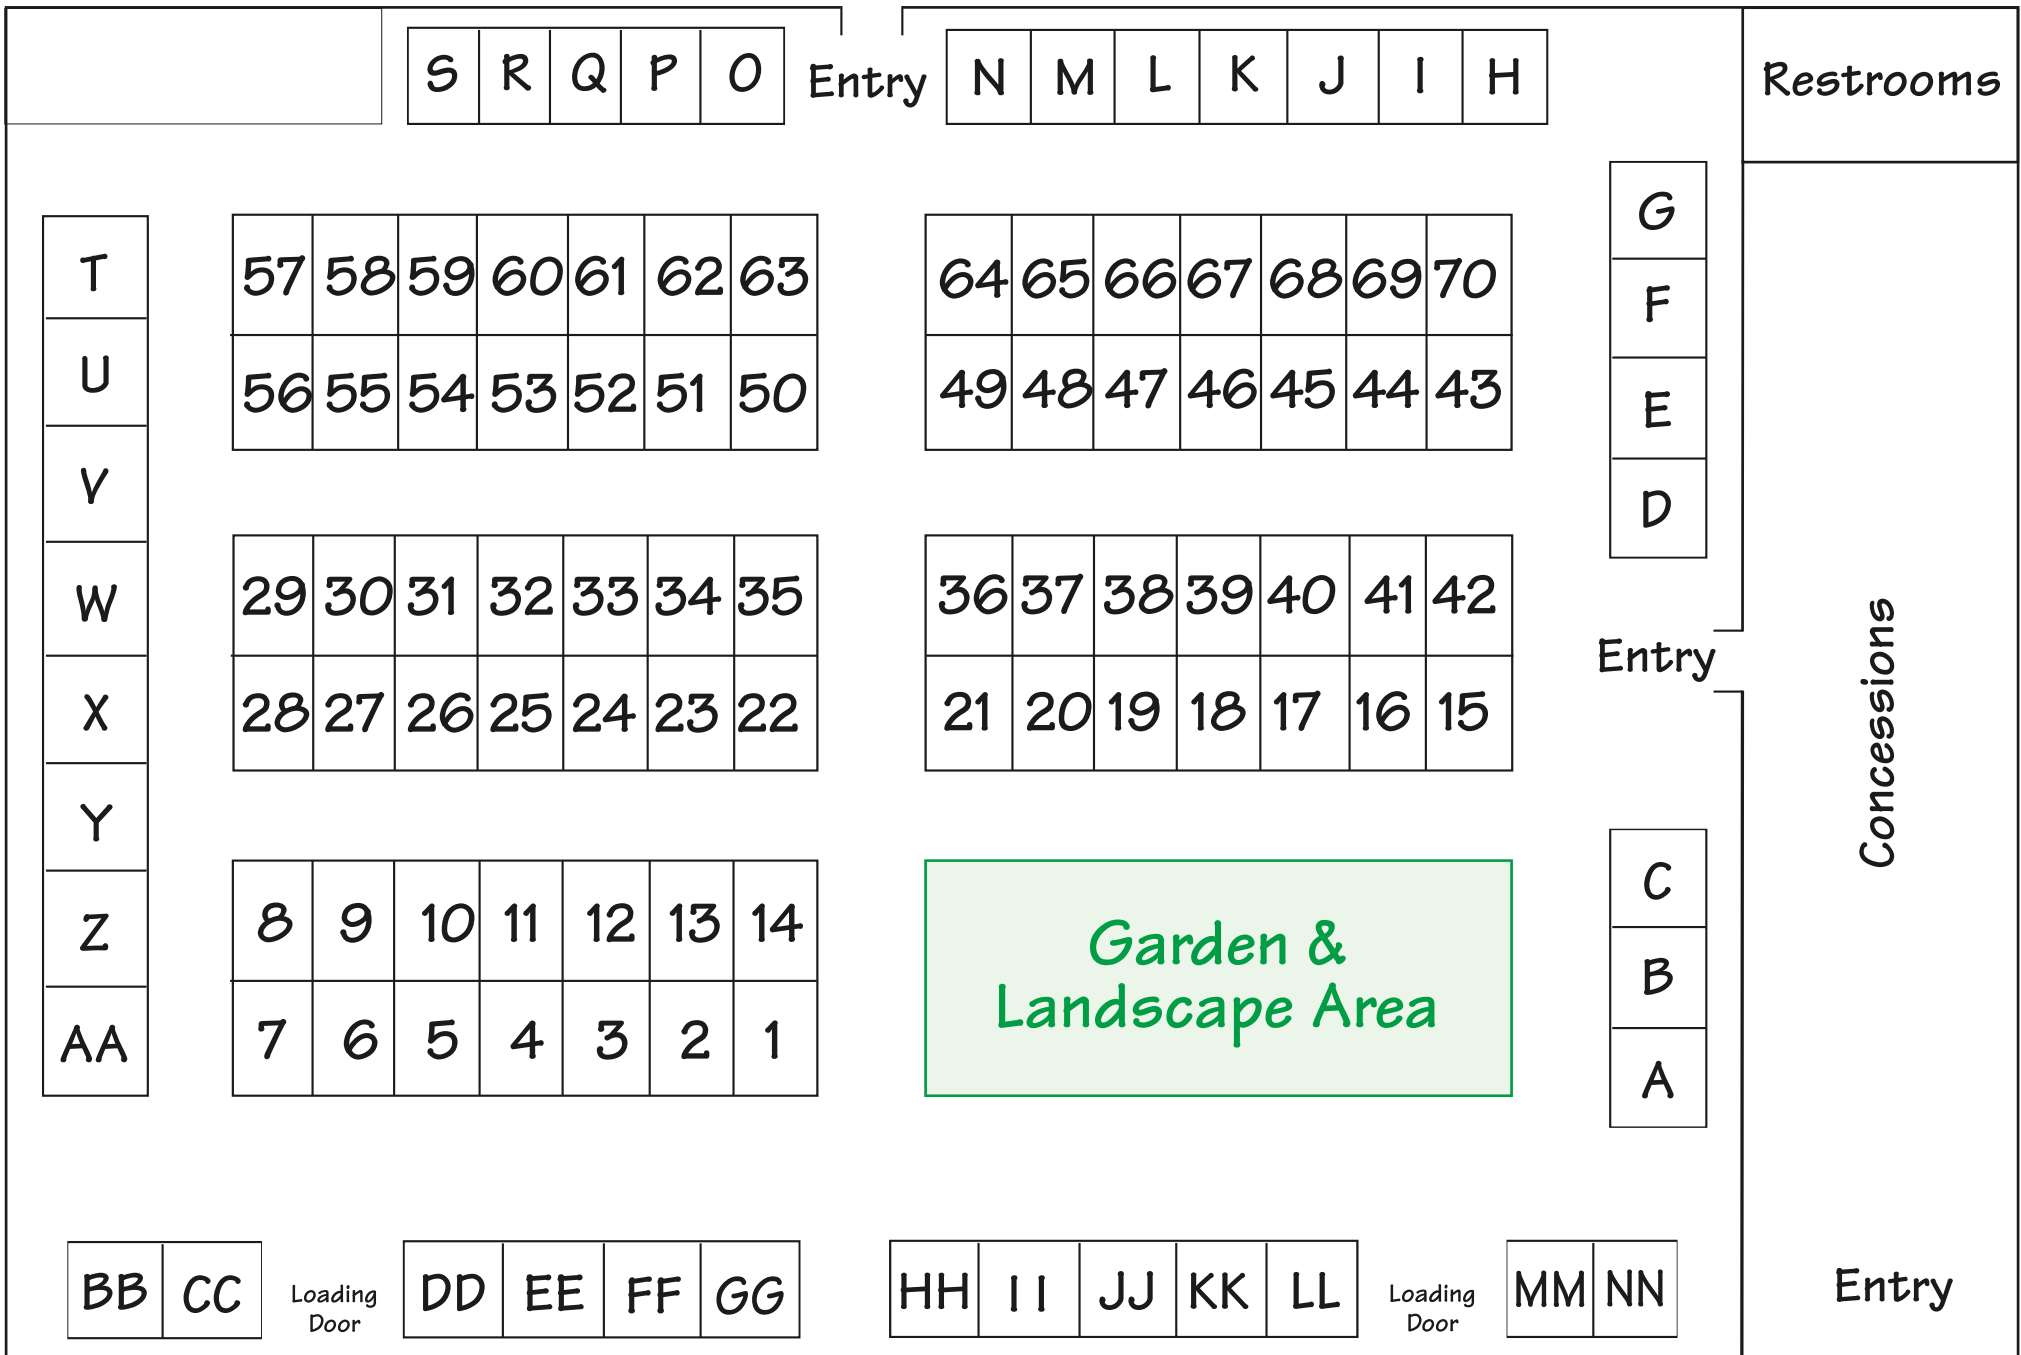 S R Q P O Entry N M L K J I H Restrooms
G
F
E
D
T
U
V
W
X
Y
Z
AA
57 58 59 60 61 62 63
56 55 54 53 52 51 50
64 65 66 67 68 69 70
49 48 47 46 45 44 43
29 30 31 32 33 34 35
28 27 26 25 24 23 22
36 37 38 39 40 41 42
21 20 19 18 17 16 15
Entry
Concessions
8 9 10 11 12 13 14
7 6 5 4 3 2 1
Garden &
Landscape Area
C
B
A
BB CC
Loading
Door
DD EE FF GG
HH II JJ KK LL
Loading
Door
MM NN
Entry